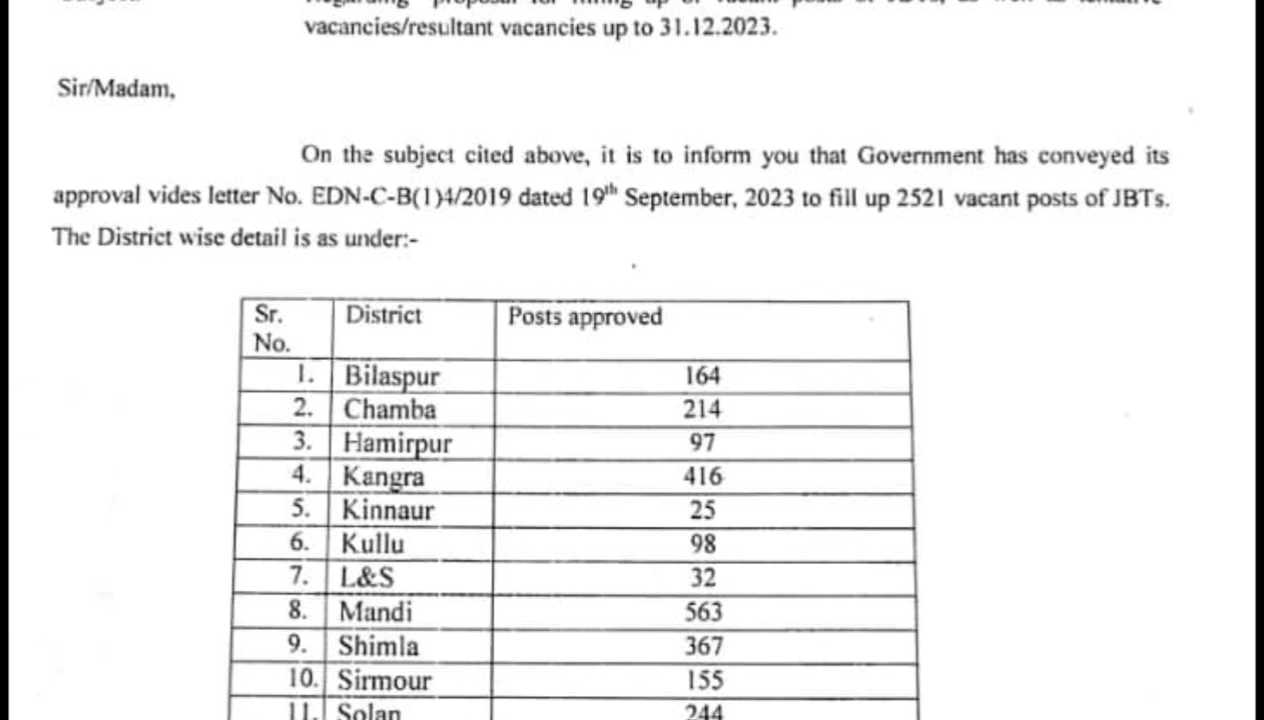 vacancies/resultant vacancies up to 31.12.2023.
Sir/Madam,
On the subject cited above, it is to inform you that Government has conveyed its
approval vides letter No. EDN-C-B(1)4/2019 dated 19th September, 2023 to fill up 2521 vacant posts of JBTs.
The District wise detail is as under:-
Sr. No. District Posts approved
1. Bilaspur 164
2. Chamba 214
3. Hamirpur 97
4. Kangra 416
5. Kinnaur 25
6. Kullu 98
7. L&S 32
8. Mandi 563
9. Shimla 367
10. Sirmour 155
11. Solan 244